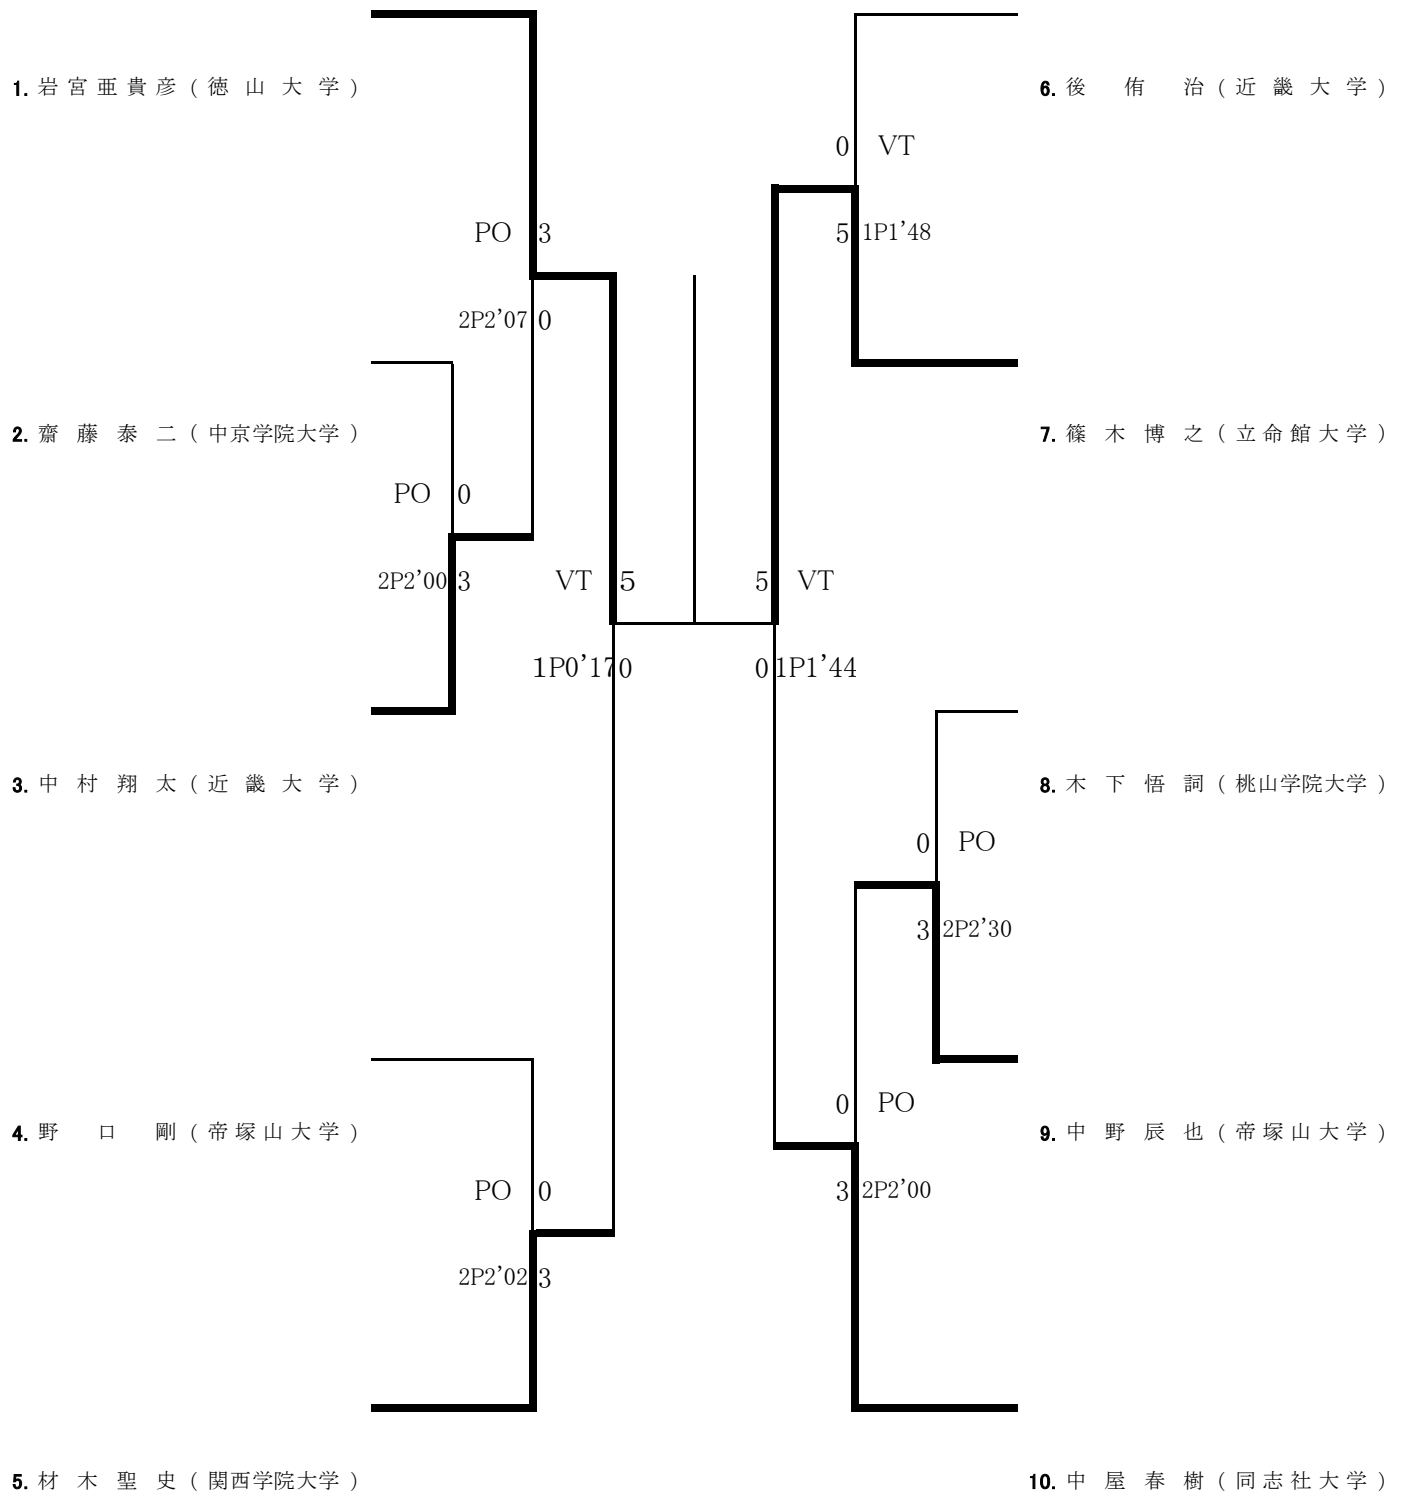 1. 岩宮亜貴彦 ( 徳山大学 )
6. 後 侑 治 ( 近畿大学 )
0 VT
PO 3
5 1P1’48
2P2’07 0
2. 齋藤泰二 ( 中京学院大学 )
7. 篠木博之 ( 立命館大学 )
PO 0
2P2’00 3
VT 5
5 VT
1P0’17 0
0 1P1’44
3. 中村翔太 ( 近畿大学 )
8. 木下悟詞 ( 桃山学院大学 )
0 PO
3 2P2’30
0 PO
4. 野 口 剛 ( 帝塚山大学 )
9. 中野辰也 ( 帝塚山大学 )
PO 0
3 2P2’00
2P2’02 3
5. 材木聖史 ( 関西学院大学 )
10. 中屋春樹 ( 同志社大学 )